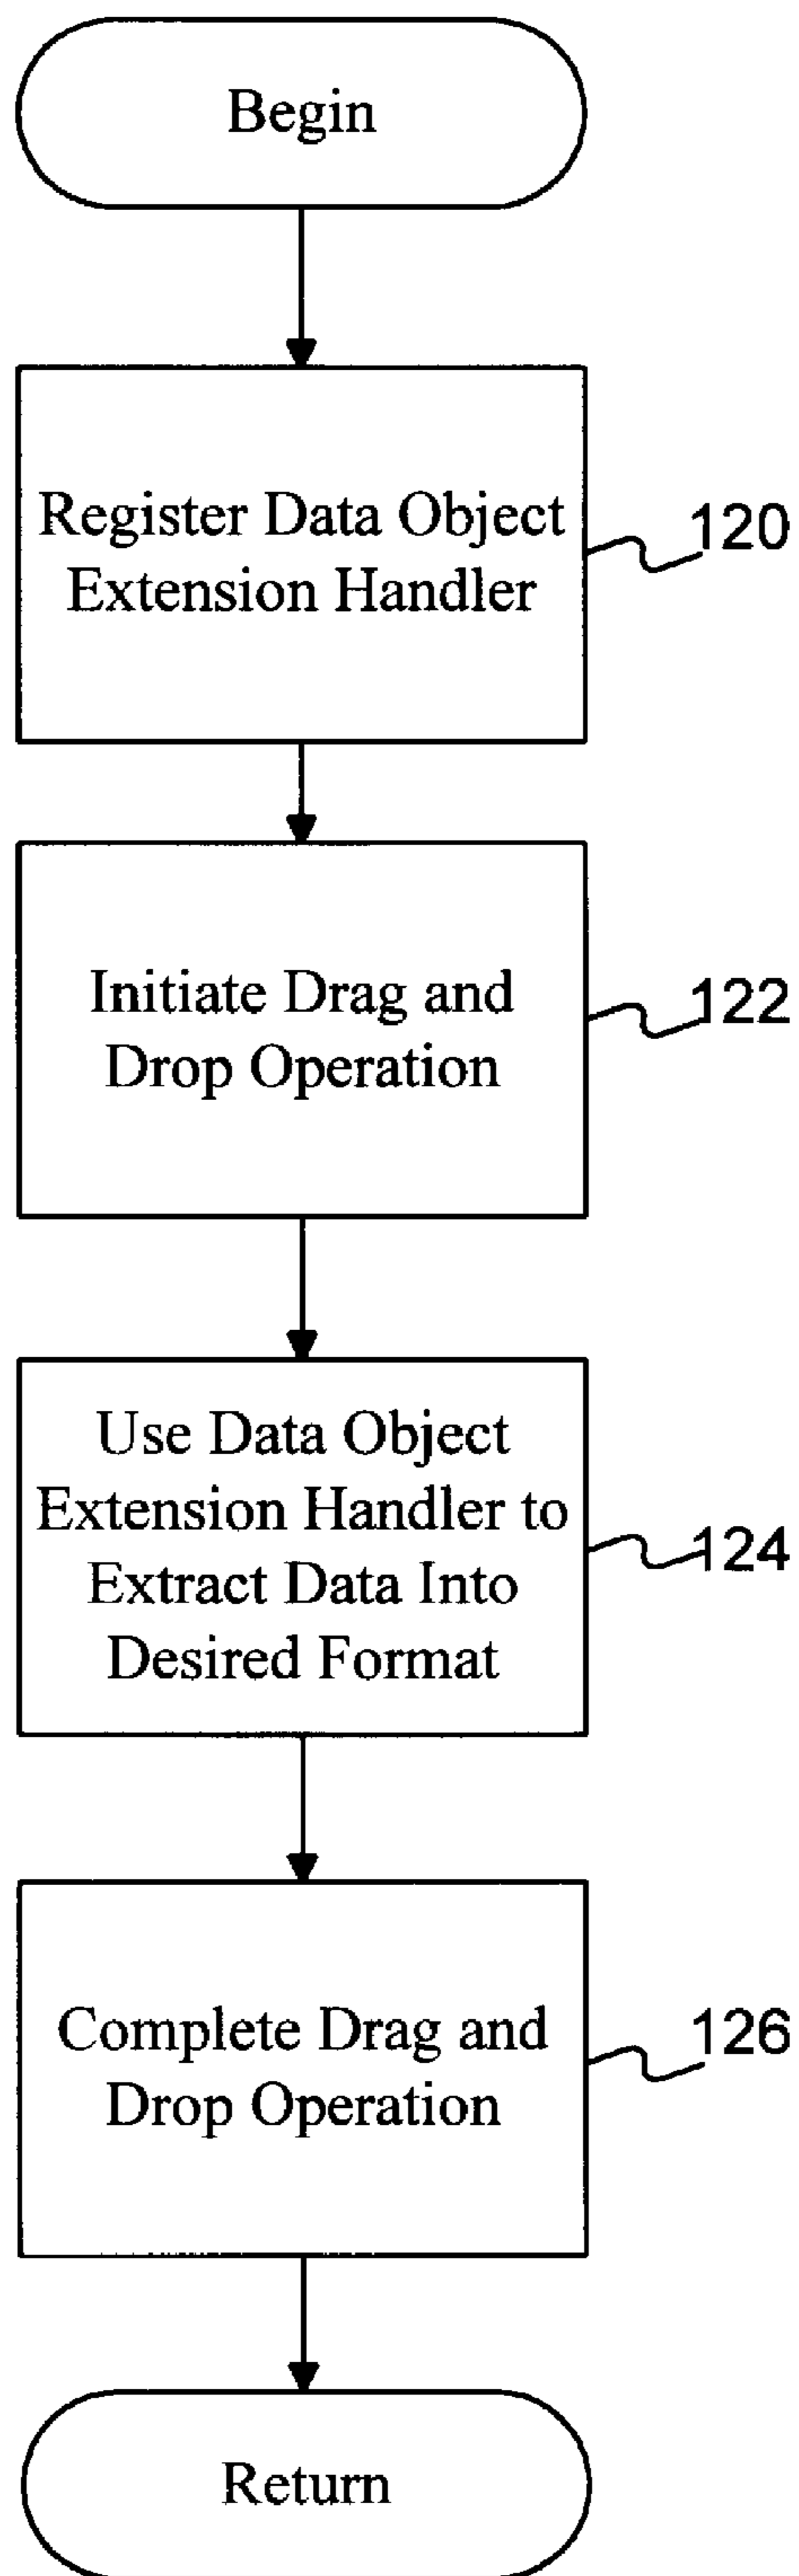 Begin
Register Data Object
Extension Handler
120
Initiate Drag and
Drop Operation
122
Use Data Object
Extension Handler to
Extract Data Into
Desired Format
124
Complete Drag and
Drop Operation
126
Return